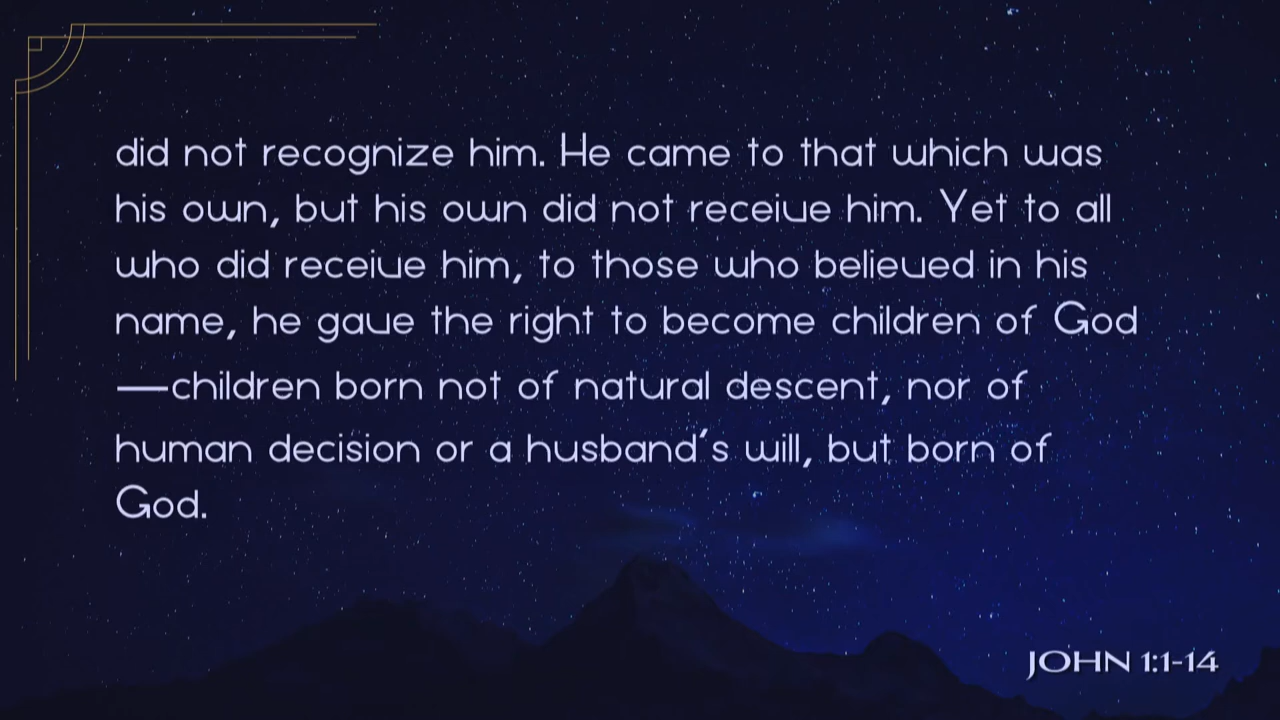 did not recognize him. He came to that which was
his own, but his own did not receive him. Yet to all
who did receive him, to those who believed in his
name, he gave the right to become children of God
—children born not of natural descent, nor of
human decision or a husband's will, but born of
God.
JOHN 1:1-14